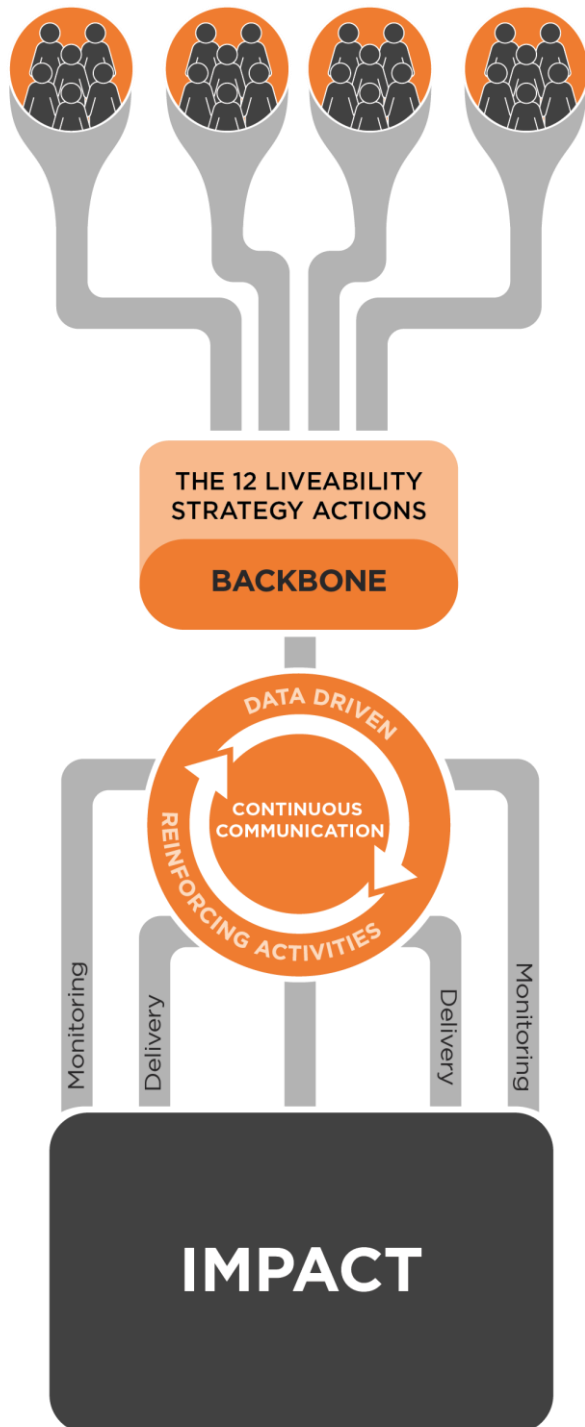 THE 12 LIVEABILITY
STRATEGY ACTIONS
BACKBONE
DATA DRIVEN
CONTINUOUS
COMMUNICATION
REINFORCING ACTIVITIES
Monitoring
Delivery
Delivery
Monitoring
IMPACT